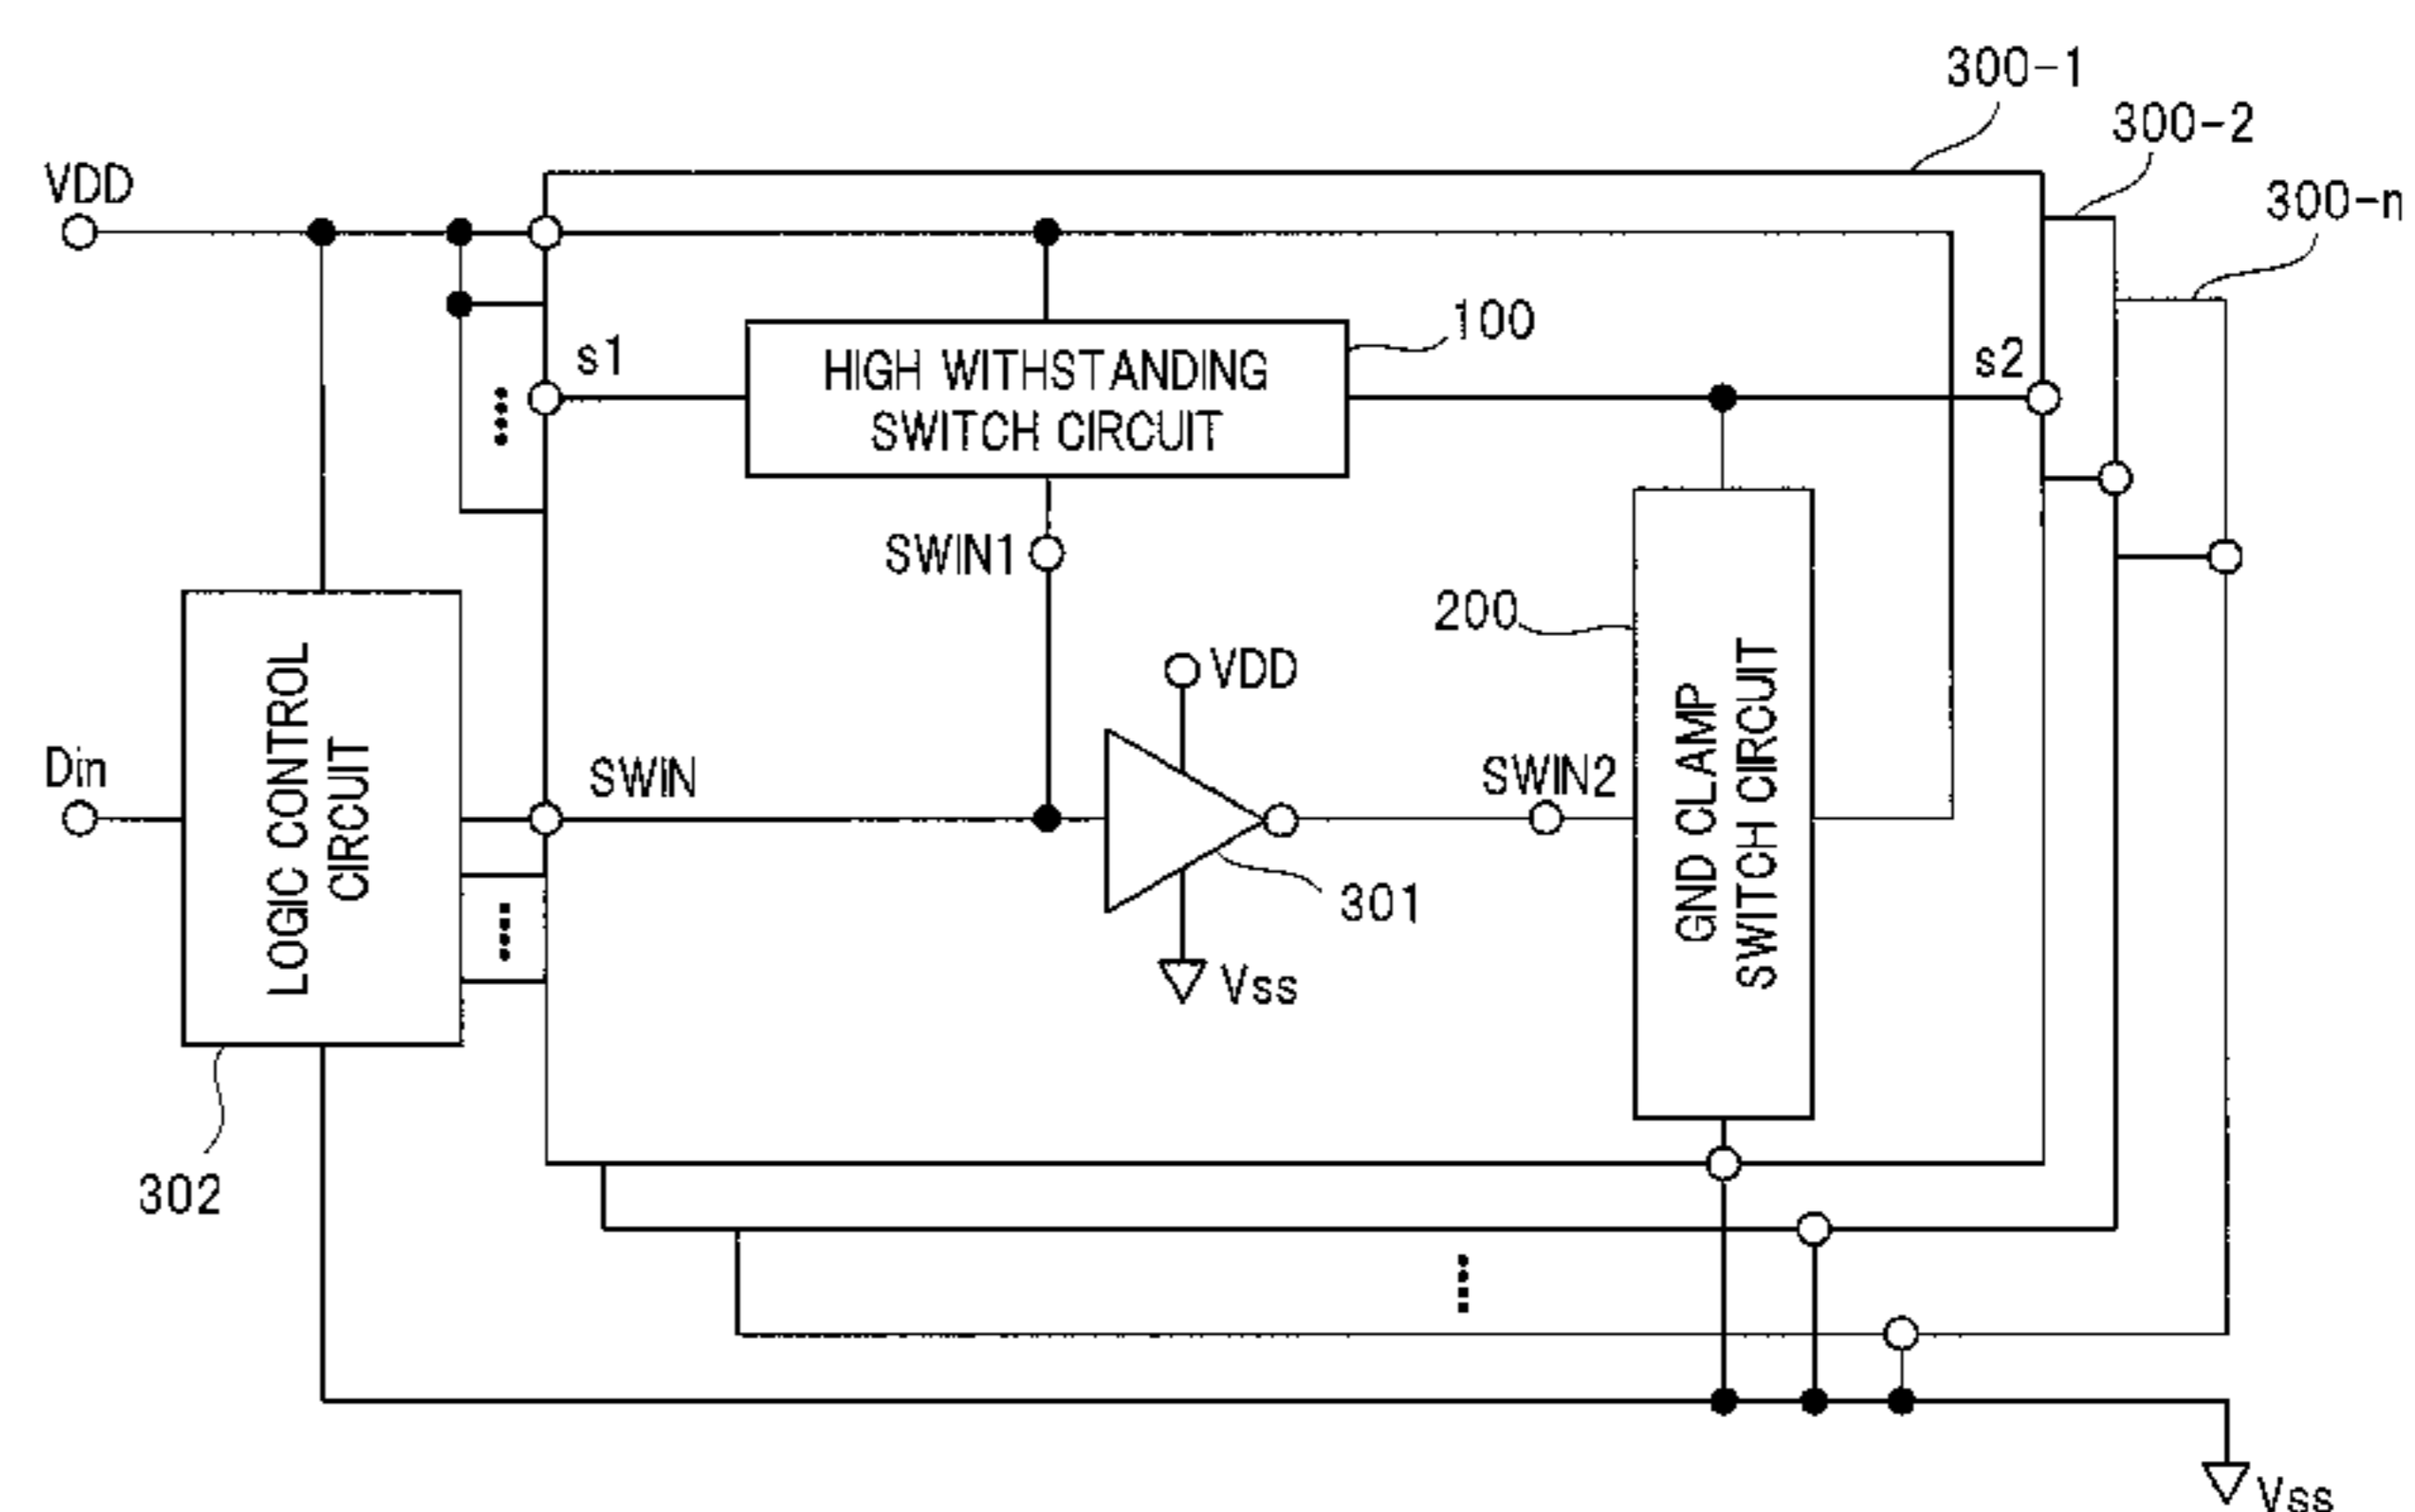 300-1
300-2
300-n
VDD
s1
HIGH WITHSTANDING
SWITCH CIRCUIT
100
s2
SWIN1
200
VDD
Din
LOGIC CONTROL
CIRCUIT
SWIN
SWIN2
GND CLAMP
SWITCH CIRCUIT
301
Vss
302
Vss